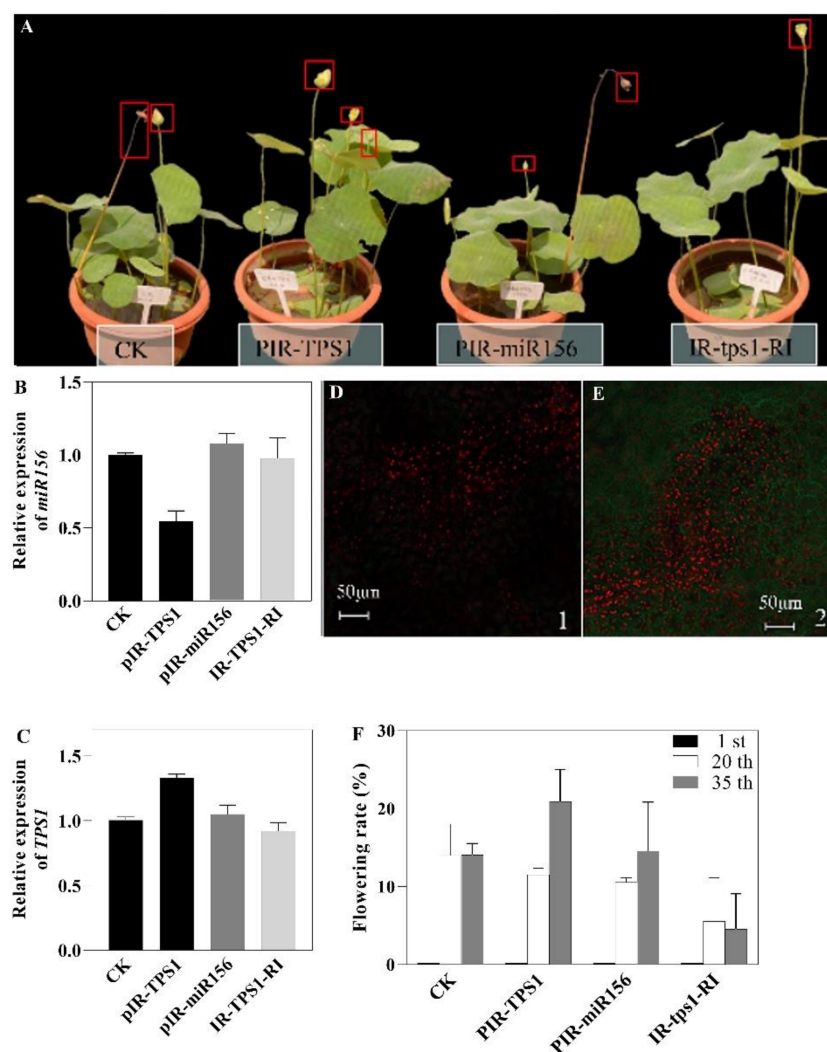 A
CK
PIR-TPS1
PIR-miR156
IR-tps1-RI
B
Relative expression
of miR156
1.5
1.0
0.5
0.0
CK
pIR-TPS1
pIR-miR156
IR-TPS1-RI
D
50μm
1
E
50μm
2
C
Relative expression
of TPS1
1.5
1.0
0.5
0.0
CK
pIR-TPS1
pIR-miR156
IR-TPS1-RI
F
Flowering rate (%)
30
20
10
0
1 st
20 th
35 th
CK
PIR-TPS1
PIR-miR156
IR-tps1-RI